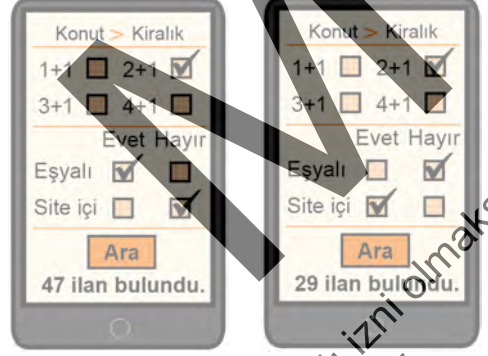 Konut > Kiralık
1+1 2+1
3+1 4+1
Evet Hayır
Eşyalı
Site içi
Ara
47 ilan bulundu.
Konut > Kiralık
1+1 2+1
3+1 4+1
Evet Hayır
Eşyalı
Site içi
Ara
29 ilan bulundu.
izni olmaks